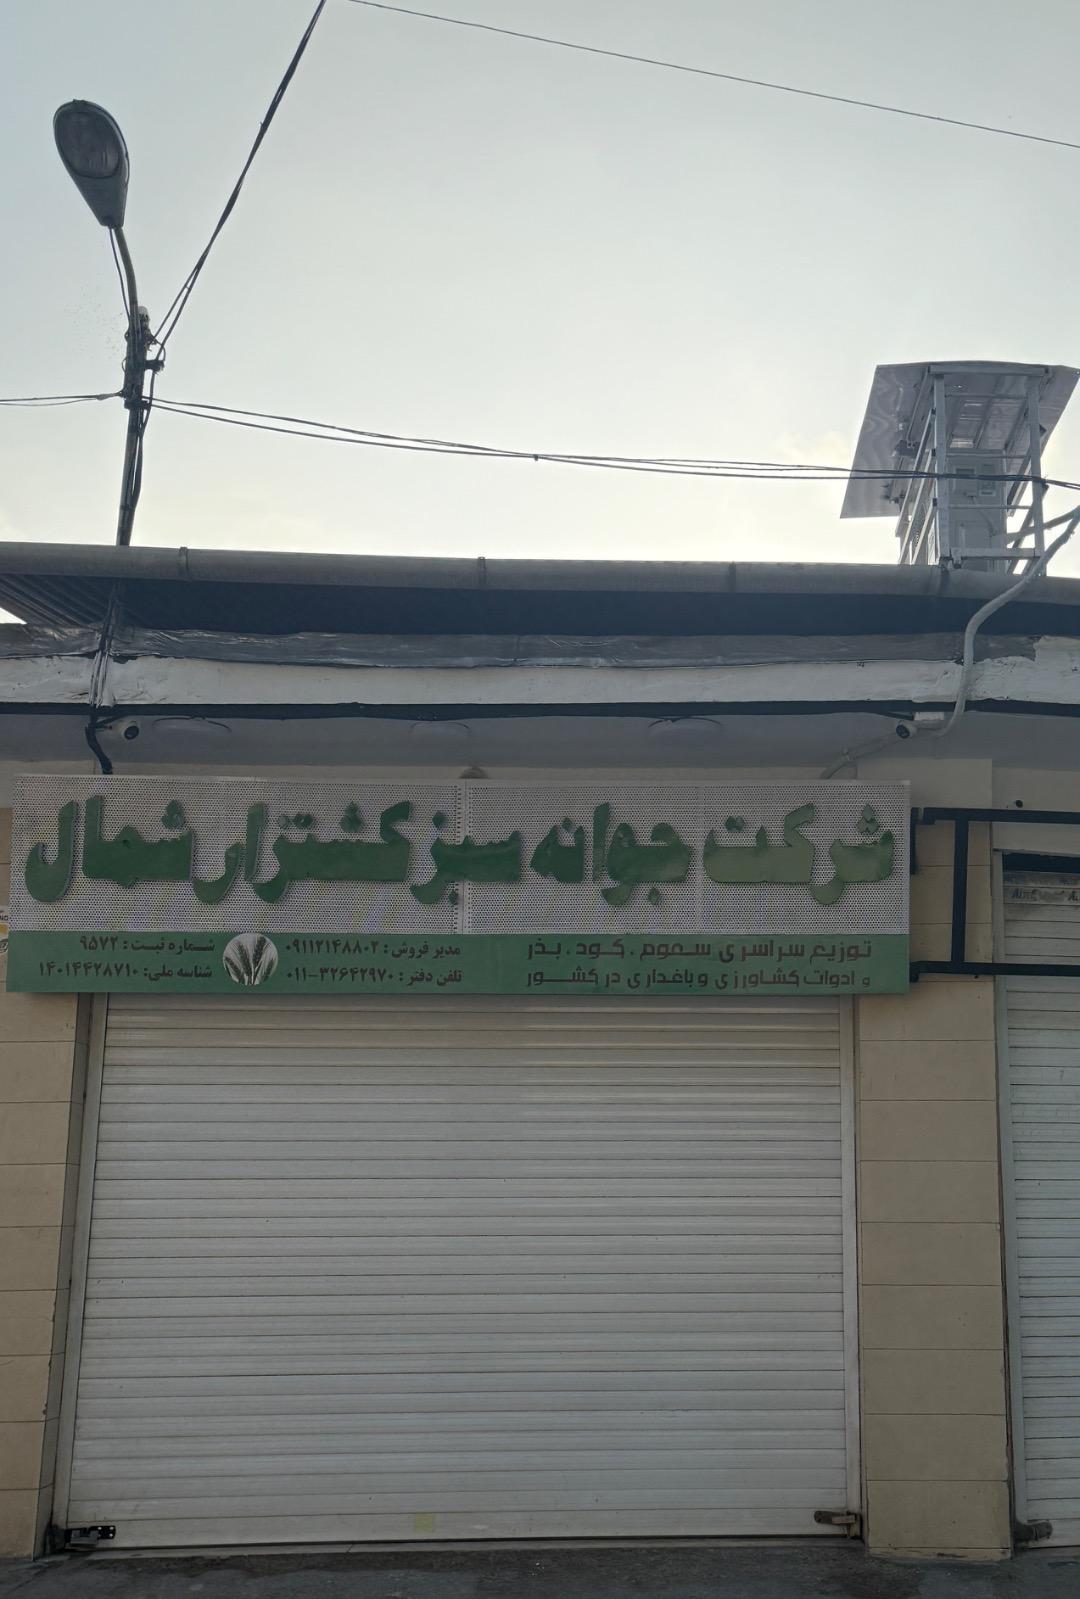 شرکت جوانه سبز کشتزار شمال
توزیع سراسری سموم ، کود ، بذر
و ادوات کشاورزی و باغداری در کشور
مدیر فروش : ۰۹۱۱۲۱۴۸۸۰۲
تلفن دفتر : ۰۱۱-۳۲۶۴۲۹۷۰
شماره ثبت : ۹۵۷۲
شناسه ملی: ۱۴۰۱۴۴۲۸۷۱۰